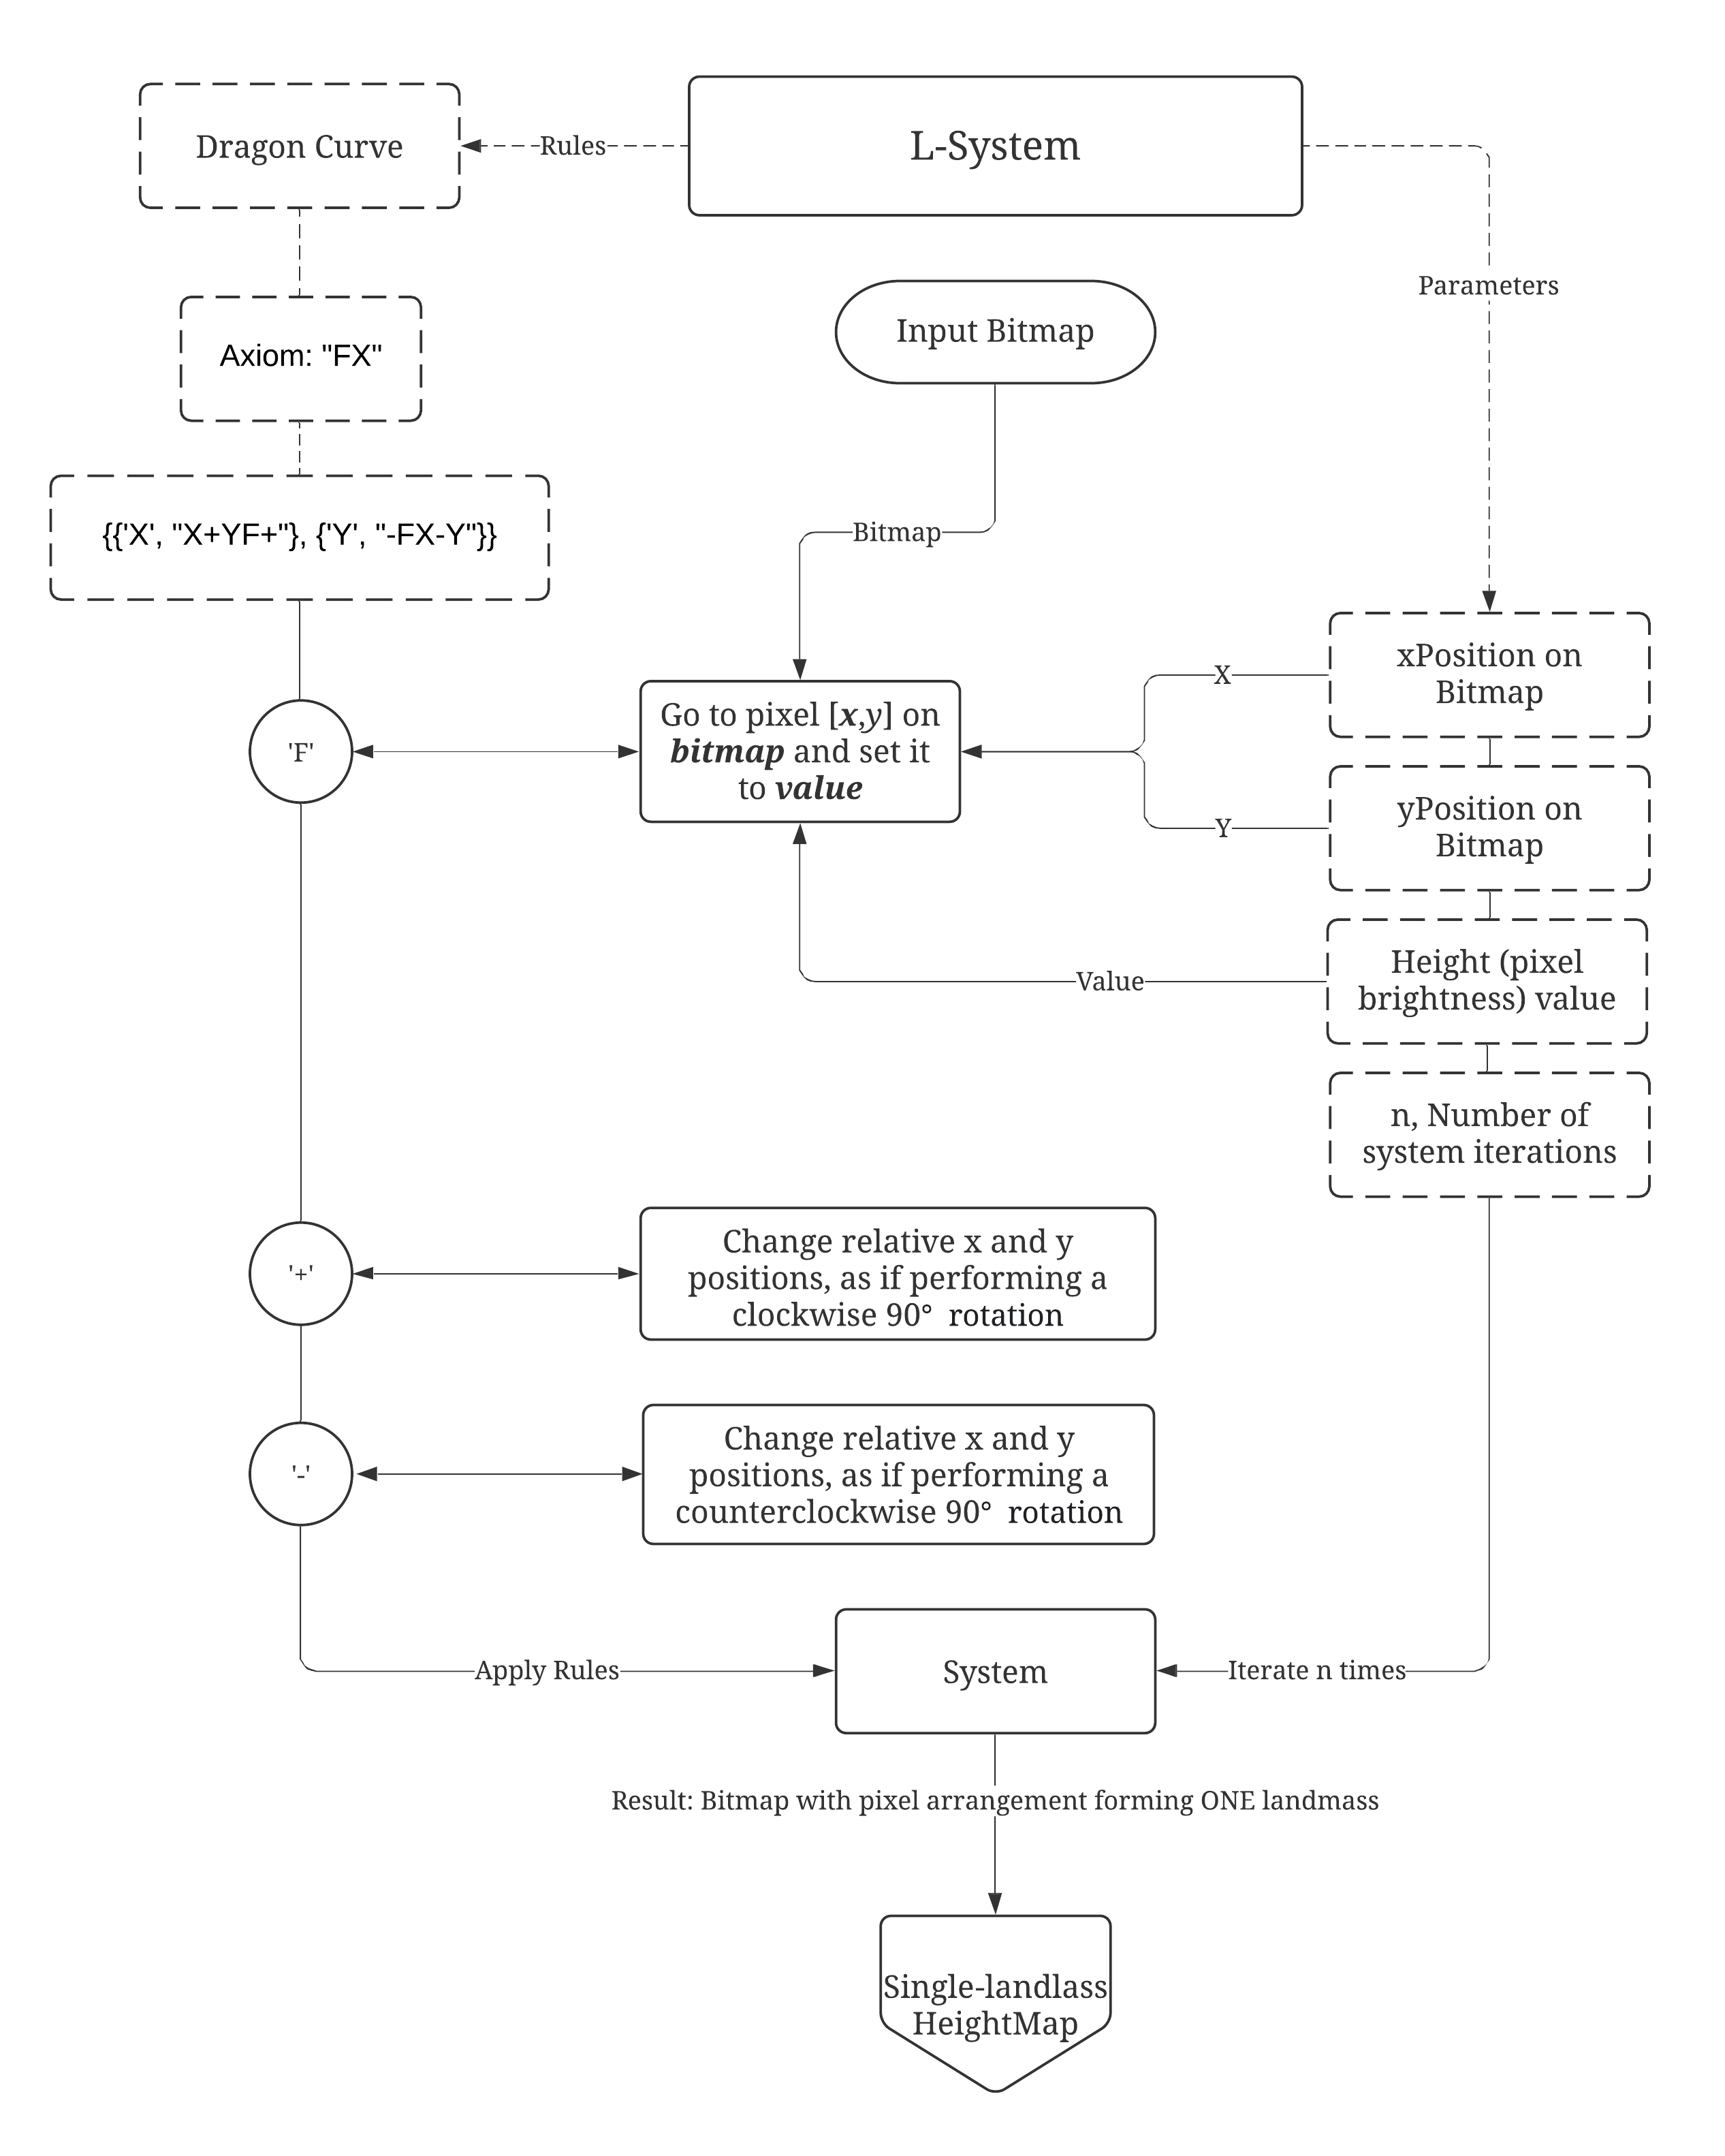 L-System
Dragon Curve
Rules
Parameters
Axiom: "FX"
Input Bitmap
{{'X', "X+YF+"}, {'Y', "-FX-Y"}}
Bitmap
'F'
Go to pixel [x,y] on
bitmap and set it
to value
X
xPosition on
Bitmap
Y
yPosition on
Bitmap
Value
Height (pixel
brightness) value
n, Number of
system iterations
'+'
Change relative x and y
positions, as if performing a
clockwise 90° rotation
'-'
Change relative x and y
positions, as if performing a
counterclockwise 90° rotation
Apply Rules
System
Iterate n times
Result: Bitmap with pixel arrangement forming ONE landmass
Single-landlass
HeightMap